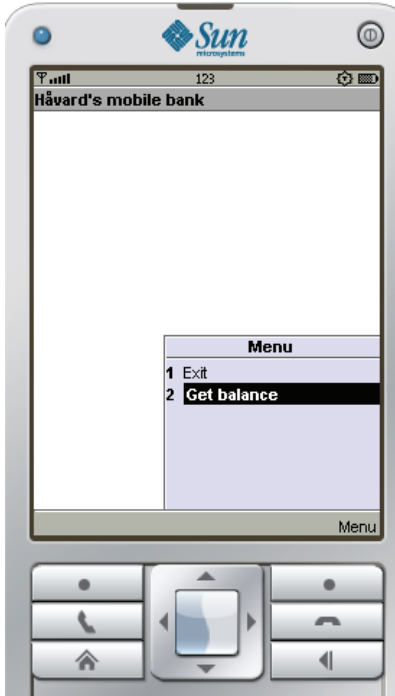 Sun
microsystems
123
Håvard's mobile bank
Menu
1 Exit
2 Get balance
Menu